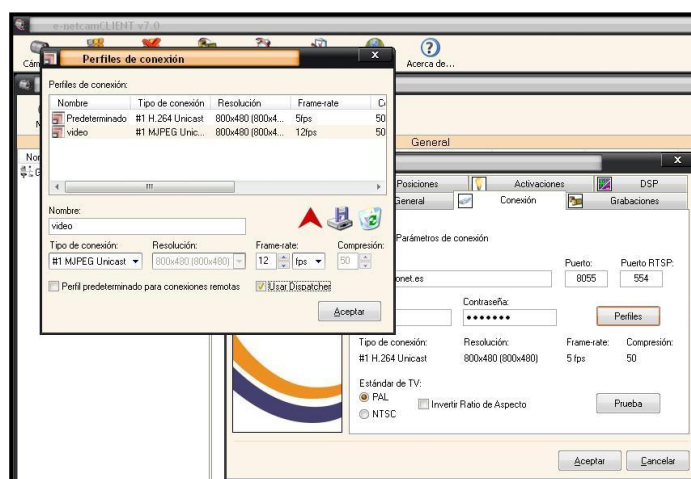 e-netcamCLIENT v7.0
Acerca de...
Perfiles de conexión
X
Perfiles de conexión:
Nombre Tipo de conexión Resolución Frame-rate
Predeterminado #1 H.264 Unicast 800x480 (800x4... 5fps 50
video #1 MJPEG Unic... 800x480 (800x4... 12fps 50
Nombre:
video
Tipo de conexión: Resolución: Frame-rate: Compresión:
#1 MJPEG Unicast 800x480 (800x480) 12 fps 50
Perfil predeterminado para conexiones remotas Usar Dispatcher
Aceptar
General
X
Posiciones Activaciones DSP
General Conexión Grabaciones
Parámetros de conexión
Puerto: Puerto RTSP:
onet.es 8055 554
Contraseña:
Perfiles
Tipo de conexión: Resolución: Frame-rate: Compresión:
#1 H.264 Unicast 800x480 (800x480) 5 fps 50
Estándar de TV:
PAL
NTSC
Invertir Ratio de Aspecto
Prueba
Aceptar Cancelar